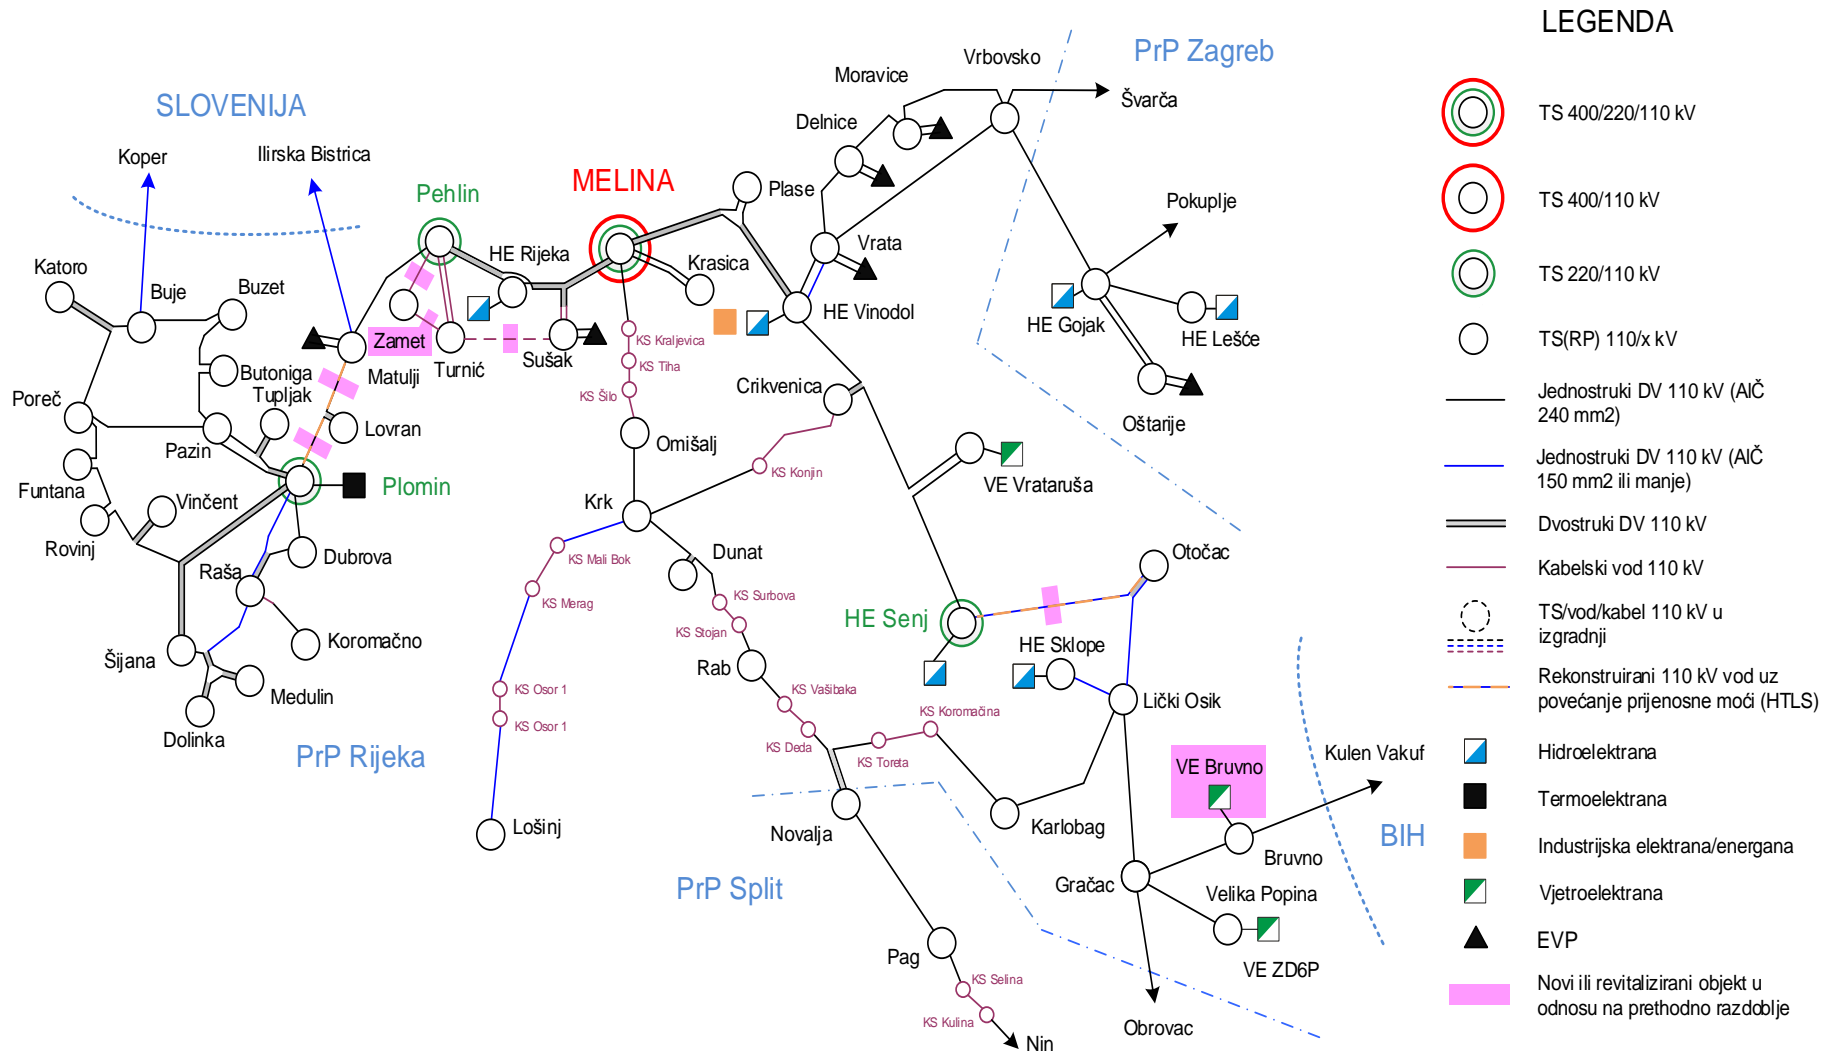 LEGENDA
TS 400/220/110 kV
TS 400/110 kV
TS 220/110 kV
TS(RP) 110/x kV
Jednostruki DV 110 kV (AlČ
240 mm2)
Jednostruki DV 110 kV (AlČ
150 mm2 ili manje)
Dvostruki DV 110 kV
Kabelski vod 110 kV
TS/vod/kabel 110 kV u
izgradnji
Rekonstruirani 110 kV vod uz
povećanje prijenosne moći (HTLS)
Hidroelektrana
Termoelektrana
Industrijska elektrana/energana
Vjetroelektrana
EVP
Novi ili revitalizirani objekt u
odnosu na prethodno razdoblje
SLOVENIJA
PrP Zagreb
PrP Rijeka
PrP Split
BIH
Koper
Ilirska Bistrica
Pehlin
MELINA
Plase
Delnice
Moravice
Vrbovsko
Švarča
Pokuplje
Katoro
Buje
Buzet
HE Rijeka
Krasica
Vrata
HE Vinodol
HE Gojak
HE Lešće
Oštarije
Zamet
Matulji
Turnić
Sušak
Butoniga
Tupljak
Lovran
Poreč
Pazin
Plomin
Funtana
Vinčent
Rovinj
Dubrova
Raša
Koromačno
Šijana
Medulin
Dolinka
KS Kraljevica
KS Tiha
KS Šilo
Omišalj
Crikvenica
KS Konjin
Krk
KS Mali Bok
KS Merag
KS Osor 1
KS Osor 1
Lošinj
Dunat
KS Surbova
KS Stojan
Rab
KS Vašibaka
KS Deda
KS Toreta
KS Koromačina
Novalja
Karlobag
Pag
KS Selina
KS Kulina
Nin
VE Vrataruša
HE Senj
Otočac
HE Sklope
Lički Osik
VE Bruvno
Bruvno
Kulen Vakuf
Gračac
Velika Popina
VE ZD6P
Obrovac